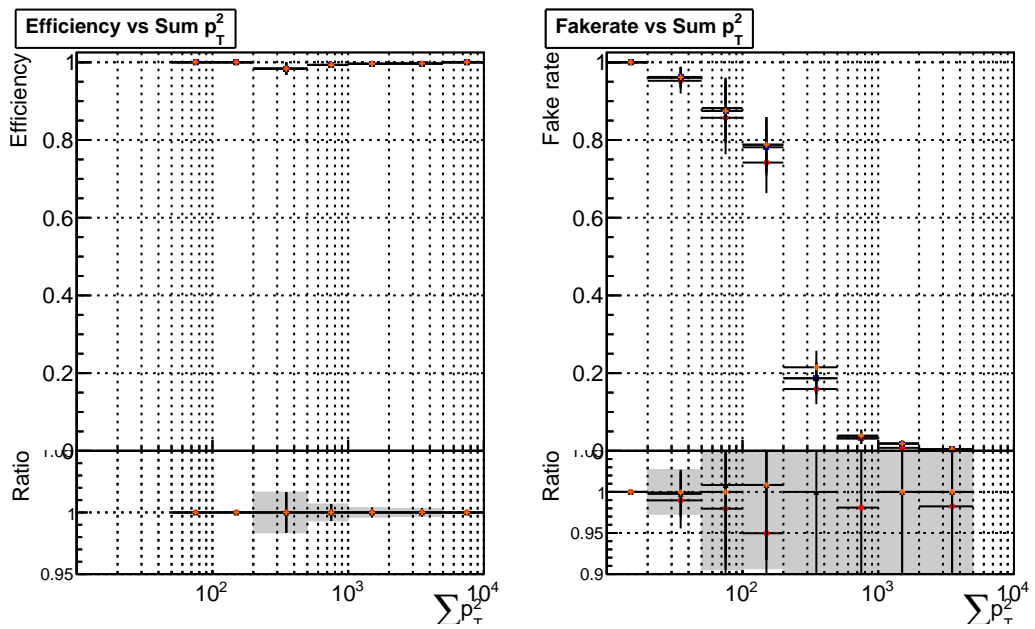 Efficiency vs Sum p_T^2
Efficiency
1
0.8
0.6
0.4
0.2
0
Ratio
1
0.95
10^2
10^3
10^4
∑p_T^2
Fakerate vs Sum p_T^2
Fake rate
1
0.8
0.6
0.4
0.2
0
Ratio
1
0.95
0.9
10^2
10^3
10^4
∑p_T^2